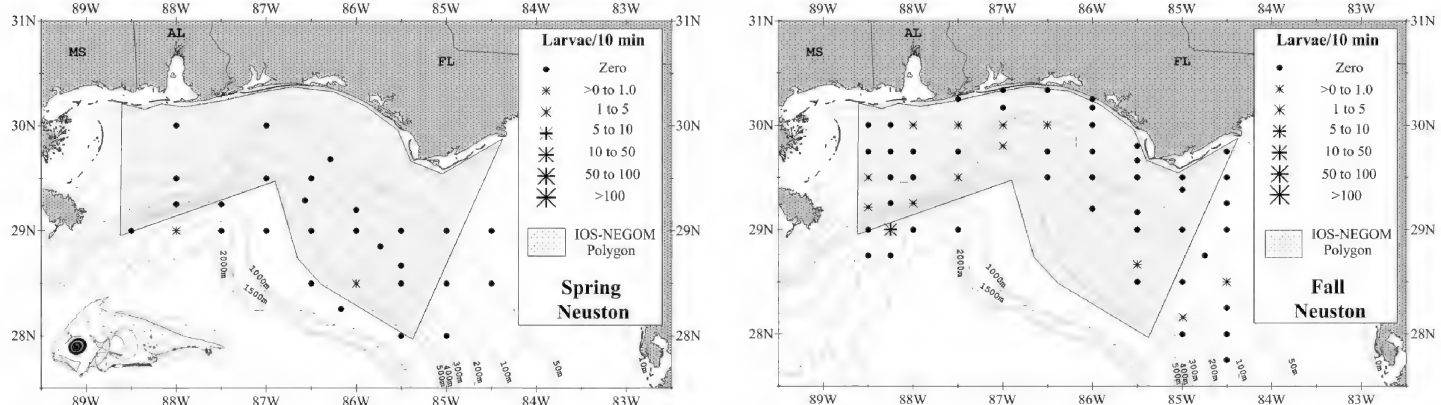 89W 88W 87W 86W 85W 84W 83W
31N
30N
29N
28N
MS
AL
FL
Larvae/10 min
Zero
>0 to 1.0
1 to 5
5 to 10
10 to 50
50 to 100
>100
IOS-NEGOM
Polygon
Spring
Neuston
2000m
1000m
1500m
500m
400m
300m
200m
100m
50m
10m
89W 88W 87W 86W 85W 84W 83W
31N
30N
29N
28N
89W 88W 87W 86W 85W 84W 83W
31N
30N
29N
28N
MS
AL
FL
Larvae/10 min
Zero
>0 to 1.0
1 to 5
5 to 10
10 to 50
50 to 100
>100
IOS-NEGOM
Polygon
Fall
Neuston
2000m
1000m
1500m
500m
400m
300m
200m
100m
50m
10m
31N
30N
29N
28N
89W 88W 87W 86W 85W 84W 83W